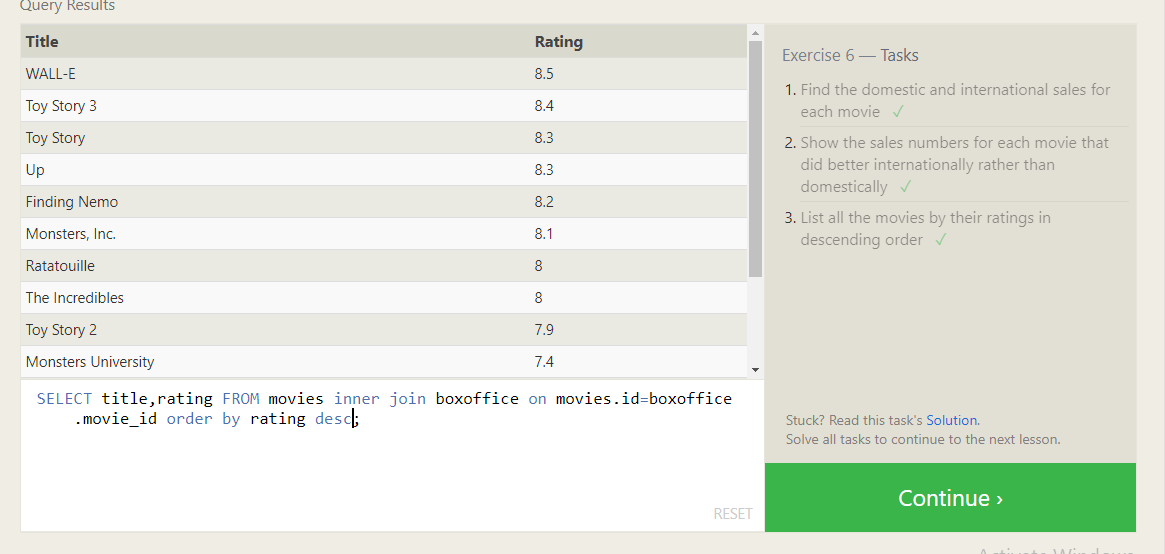 Query Results
Title Rating
WALL-E 8.5
Toy Story 3 8.4
Toy Story 8.3
Up 8.3
Finding Nemo 8.2
Monsters, Inc. 8.1
Ratatouille 8
The Incredibles 8
Toy Story 2 7.9
Monsters University 7.4
SELECT title,rating FROM movies inner join boxoffice on movies.id=boxoffice
.movie_id order by rating desc;
RESET
Exercise 6 — Tasks
1. Find the domestic and international sales for
each movie ✓
2. Show the sales numbers for each movie that
did better internationally rather than
domestically ✓
3. List all the movies by their ratings in
descending order ✓
Stuck? Read this task's Solution.
Solve all tasks to continue to the next lesson.
Continue ›
Activate Windows